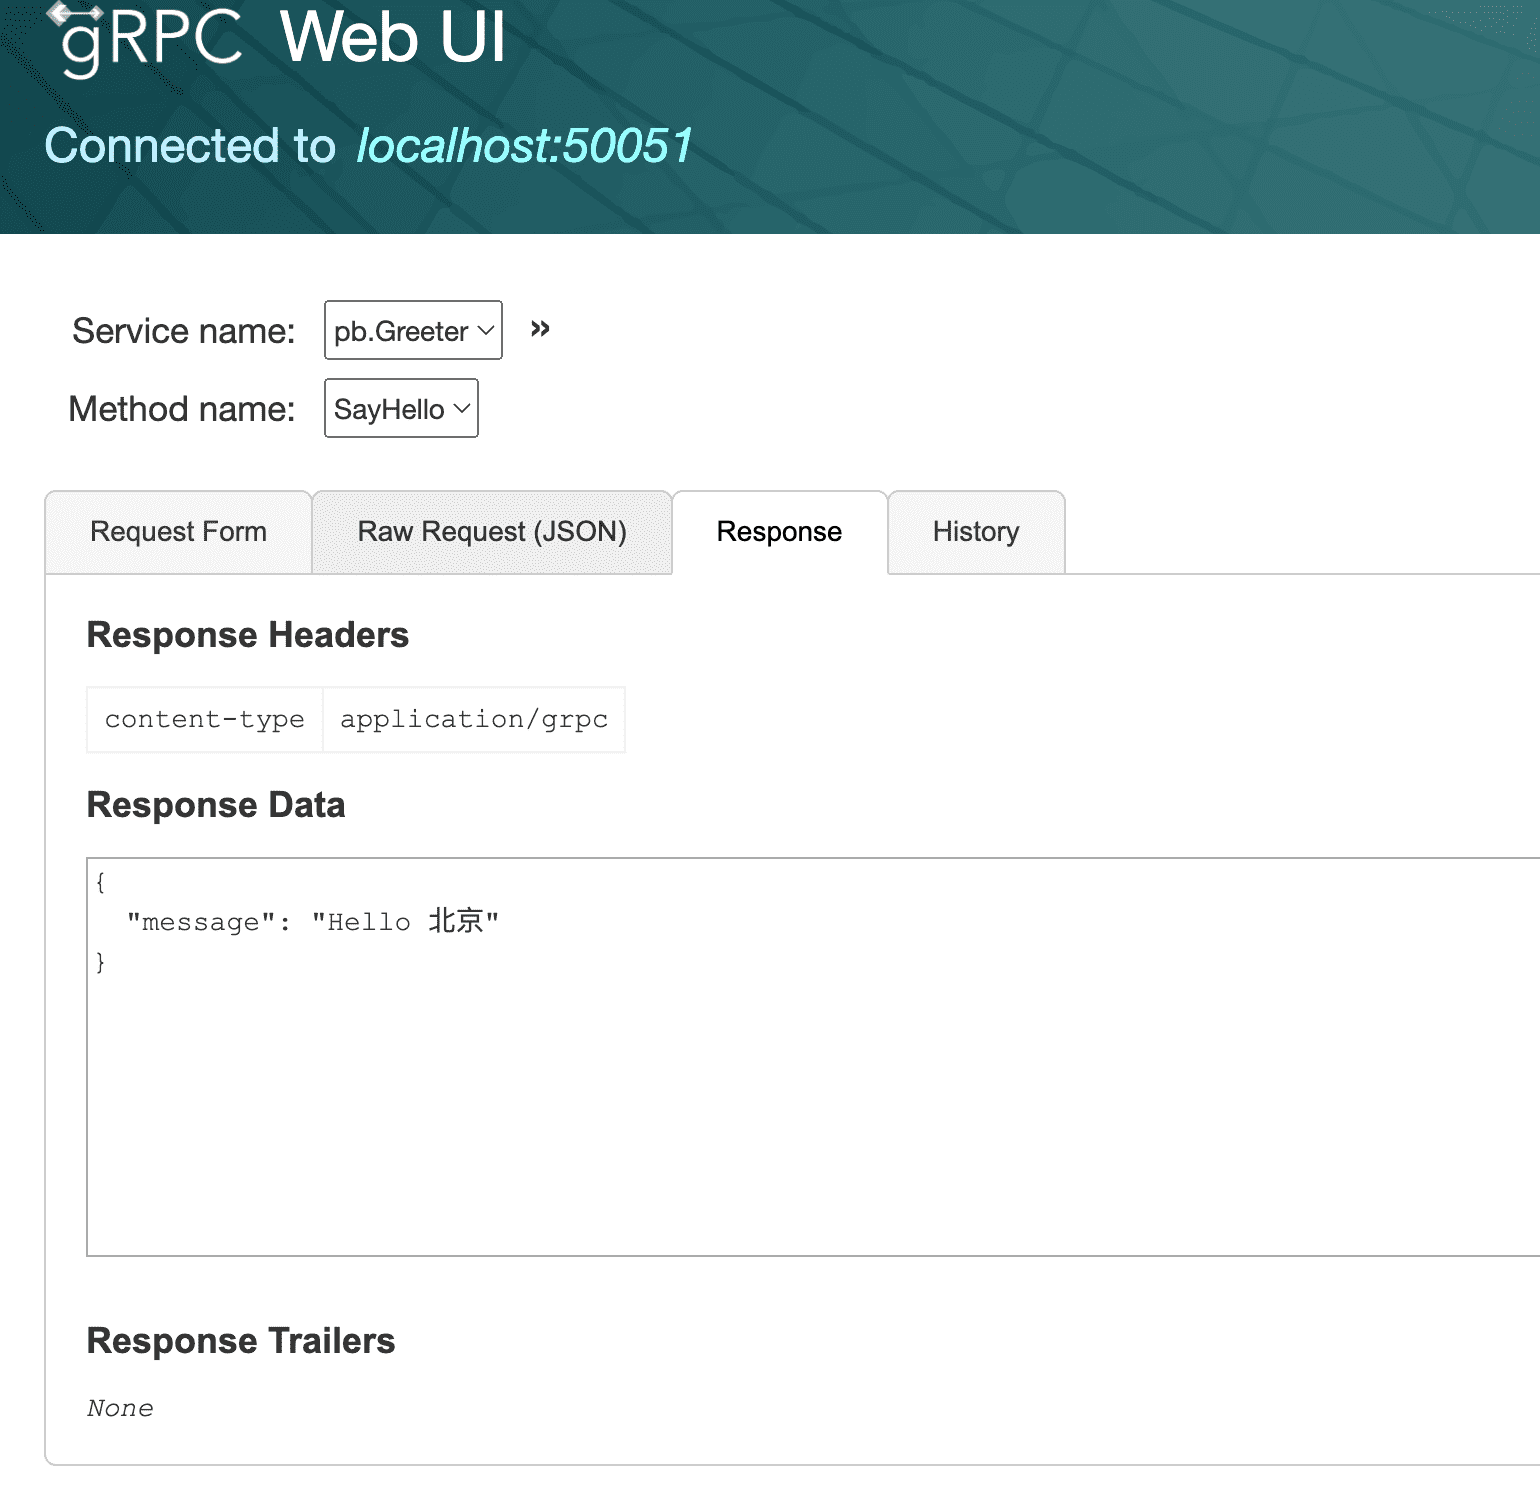 gRPC Web UI
Connected to localhost:50051
Service name: pb.Greeter »
Method name: SayHello
Request Form Raw Request (JSON) Response History
Response Headers
content-type application/grpc
Response Data
{
  "message": "Hello 北京"
}
Response Trailers
None